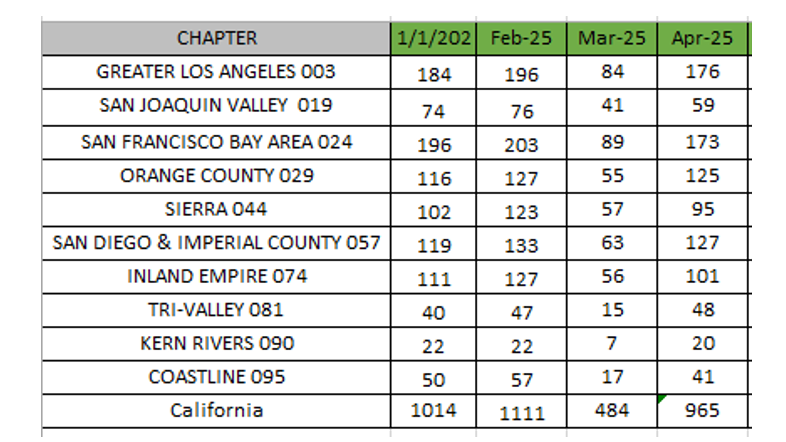 CHAPTER 1/1/202 Feb-25 Mar-25 Apr-25
GREATER LOS ANGELES 003 184 196 84 176
SAN JOAQUIN VALLEY 019 74 76 41 59
SAN FRANCISCO BAY AREA 024 196 203 89 173
ORANGE COUNTY 029 116 127 55 125
SIERRA 044 102 123 57 95
SAN DIEGO & IMPERIAL COUNTY 057 119 133 63 127
INLAND EMPIRE 074 111 127 56 101
TRI-VALLEY 081 40 47 15 48
KERN RIVERS 090 22 22 7 20
COASTLINE 095 50 57 17 41
California 1014 1111 484 965